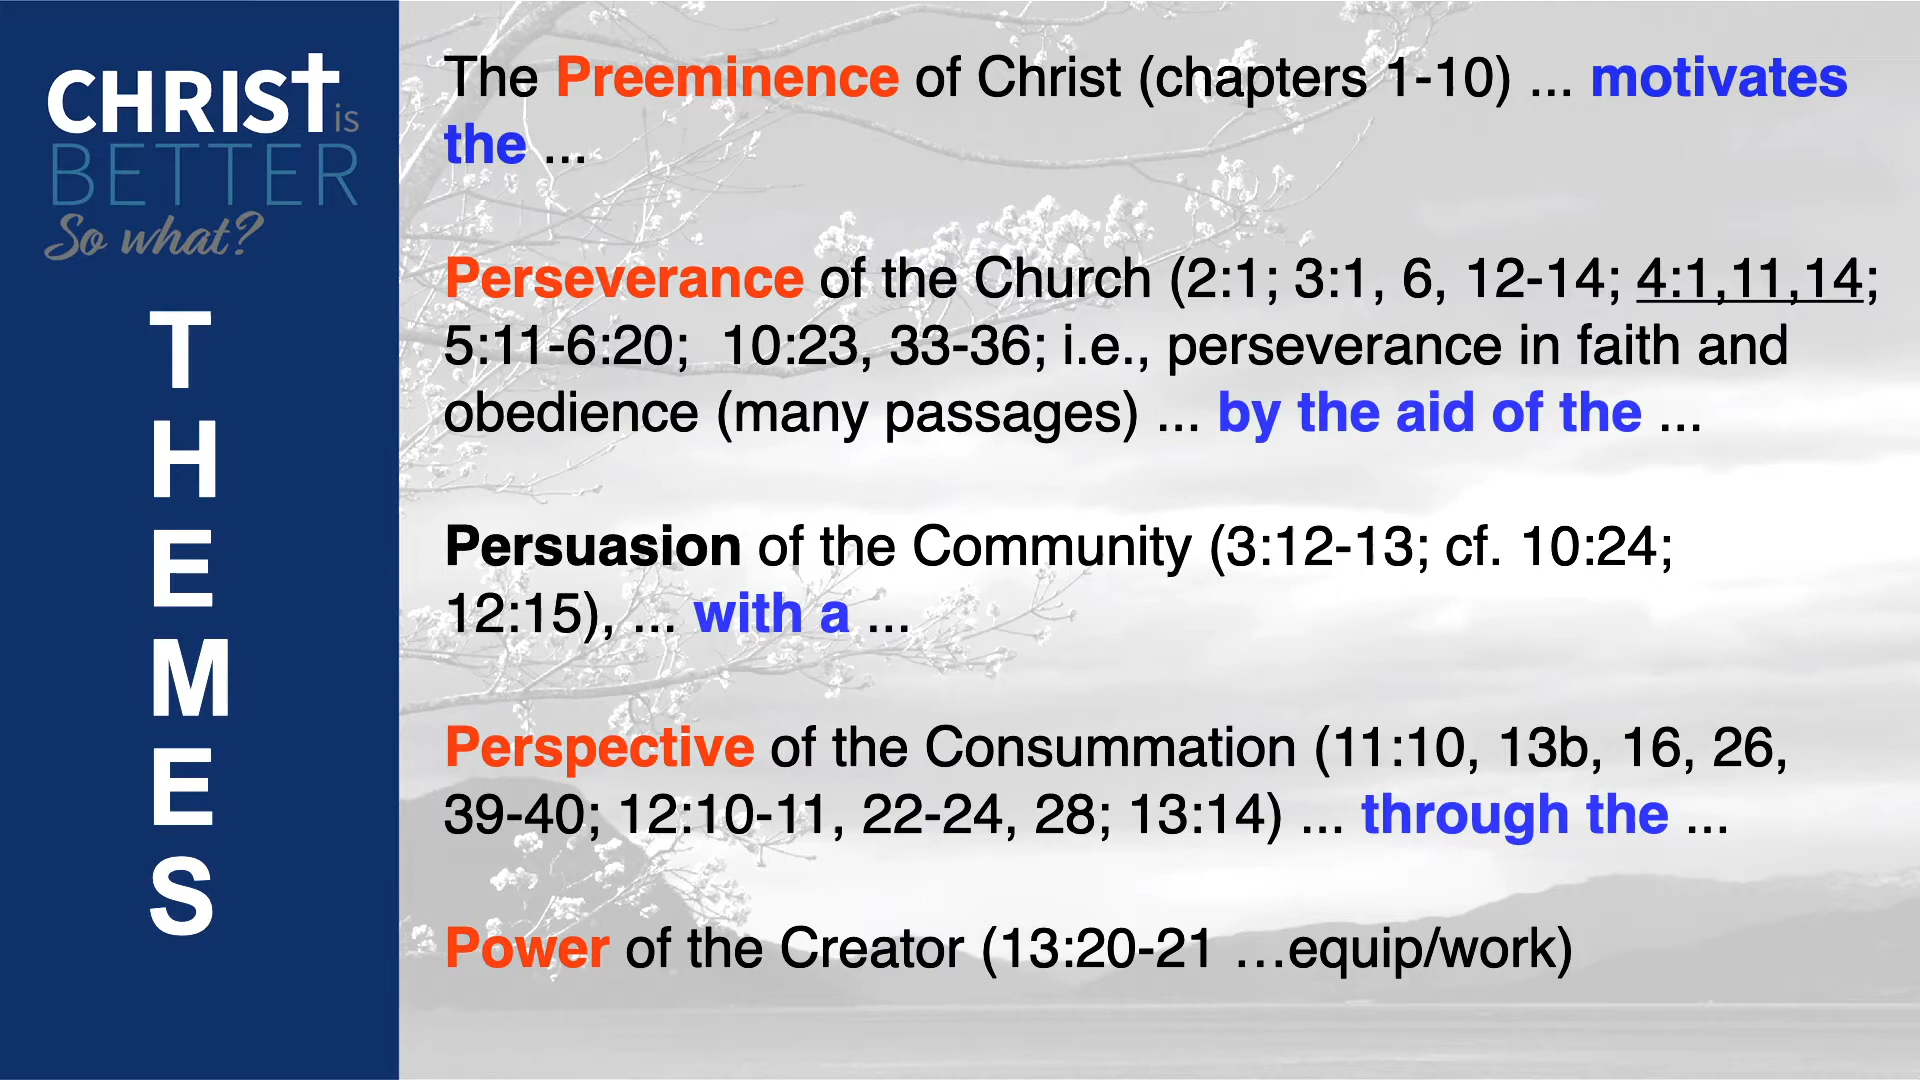 CHRIST is
BETTER
So what?
THEMES
The Preeminence of Christ (chapters 1-10) ... motivates
the ...
Perseverance of the Church (2:1; 3:1, 6, 12-14; 4:1,11,14;
5:11-6:20;  10:23, 33-36; i.e., perseverance in faith and
obedience (many passages) ... by the aid of the ...
Persuasion of the Community (3:12-13; cf. 10:24;
12:15), ... with a ...
Perspective of the Consummation (11:10, 13b, 16, 26,
39-40; 12:10-11, 22-24, 28; 13:14) ... through the ...
Power of the Creator (13:20-21 …equip/work)